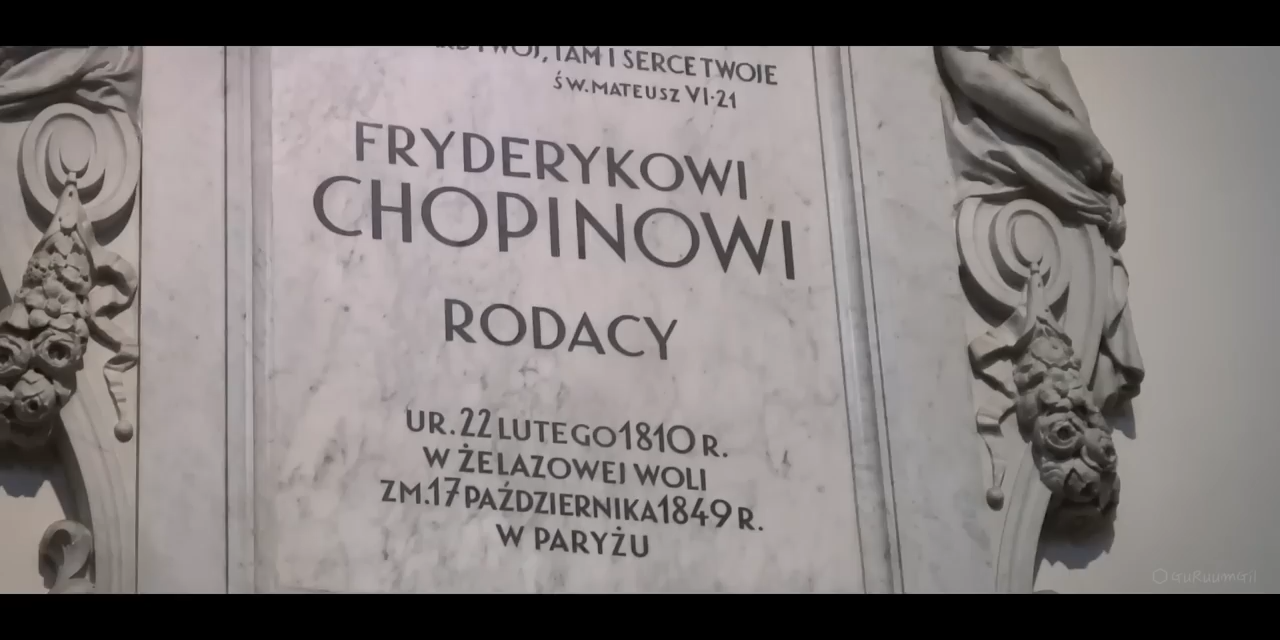 TWÓJ, TAM I SERCE TWOJE
ŚW. MATEUSZ VI·21
FRYDERYKOWI
CHOPINOWI
RODACY
UR. 22 LUTEGO 1810 R.
W ŻELAZOWEJ WOLI
ZM. 17 PAŹDZIERNIKA 1849 R.
W PARYŻU
GuRuumGil